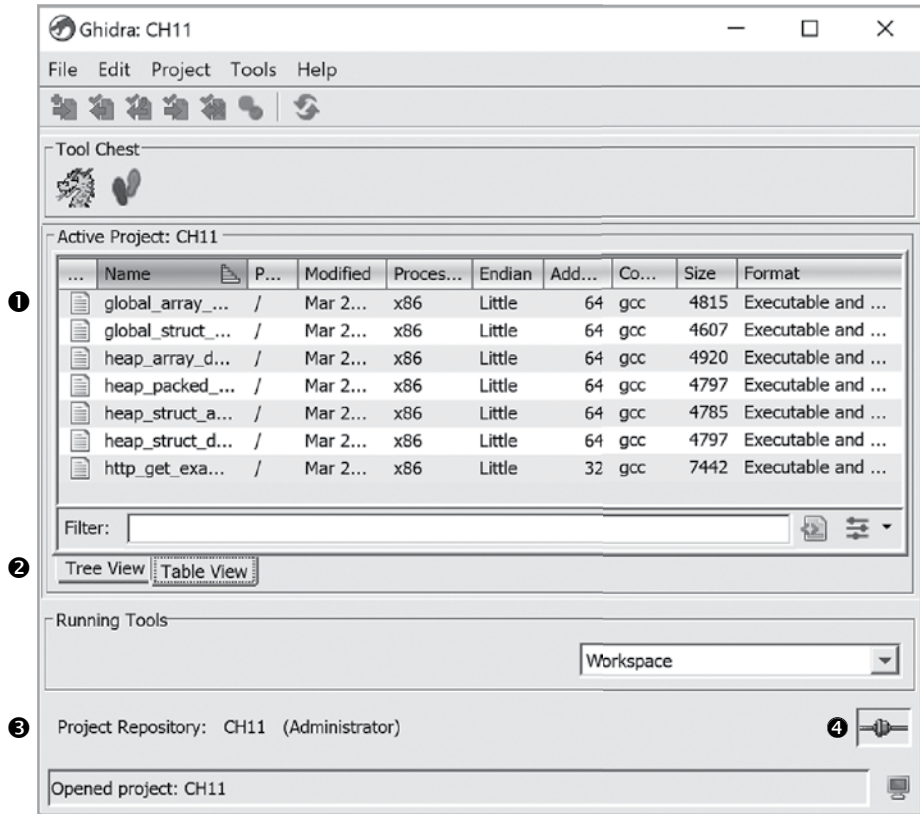 Ghidra: CH11
File Edit Project Tools Help
Tool Chest
Active Project: CH11
... Name P... Modified Proces... Endian Add... Co... Size Format
❶ global_array_... / Mar 2... x86 Little 64 gcc 4815 Executable and ...
global_struct_... / Mar 2... x86 Little 64 gcc 4607 Executable and ...
heap_array_d... / Mar 2... x86 Little 64 gcc 4920 Executable and ...
heap_packed_... / Mar 2... x86 Little 64 gcc 4797 Executable and ...
heap_struct_a... / Mar 2... x86 Little 64 gcc 4785 Executable and ...
heap_struct_d... / Mar 2... x86 Little 64 gcc 4797 Executable and ...
http_get_exa... / Mar 2... x86 Little 32 gcc 7442 Executable and ...
Filter:
❷ Tree View Table View
Running Tools
Workspace
❸ Project Repository: CH11 (Administrator) ❹
Opened project: CH11